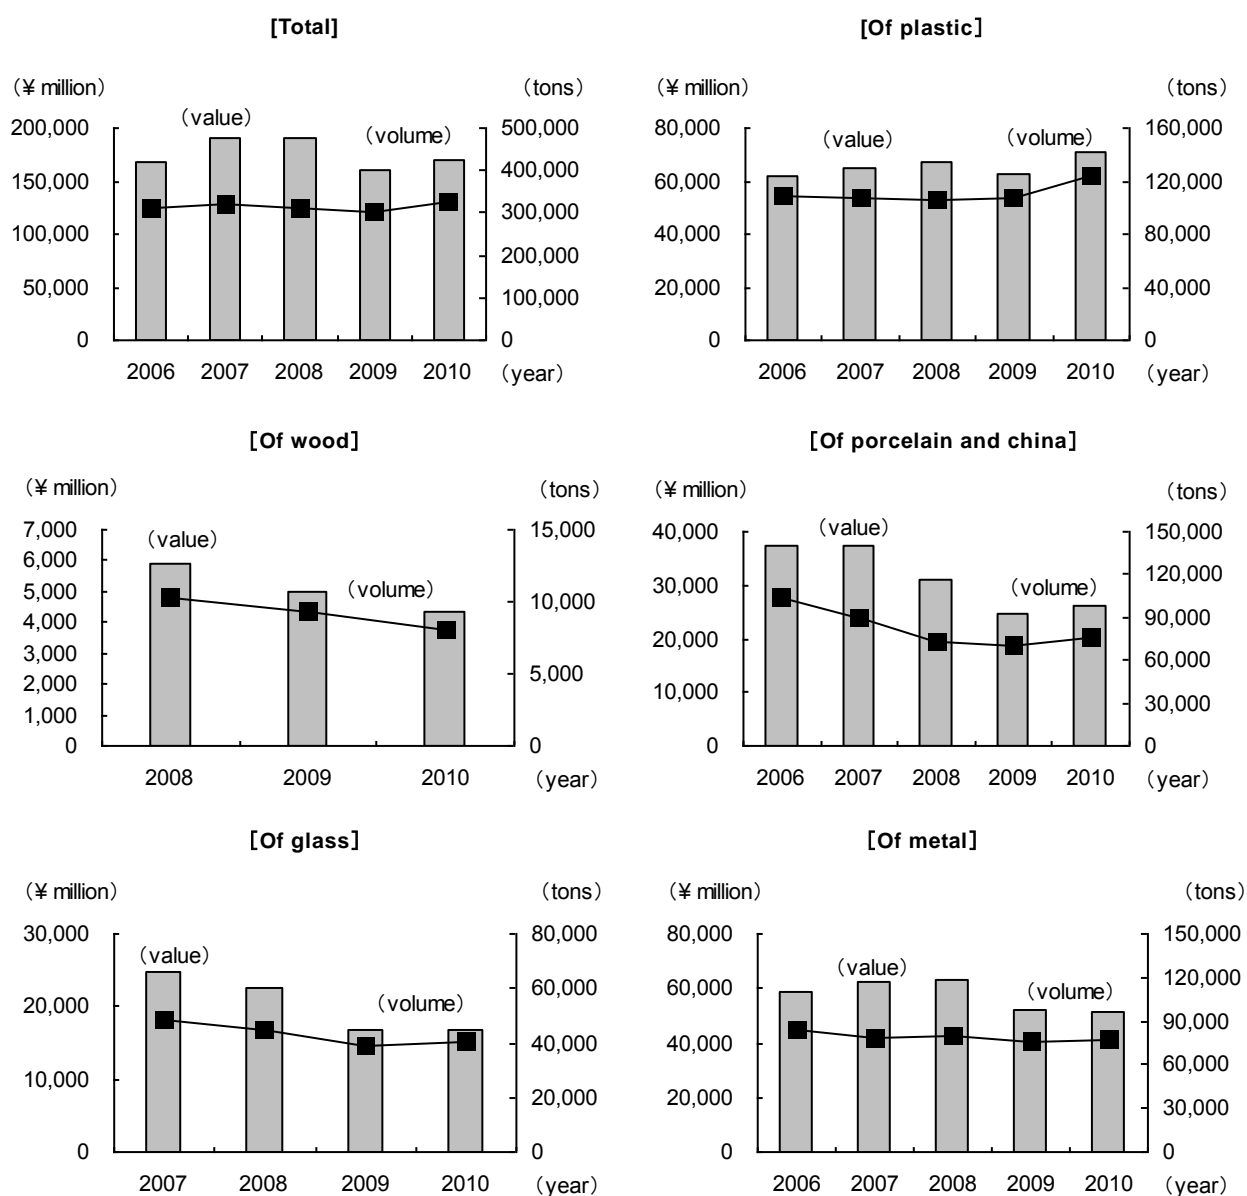 [Total]
[Of plastic]
(¥ million)
(tons)
(¥ million)
(tons)
(value)
(volume)
(value)
(volume)
200,000
150,000
100,000
50,000
0
500,000
400,000
300,000
200,000
100,000
0
80,000
60,000
40,000
20,000
0
160,000
120,000
80,000
40,000
0
2006 2007 2008 2009 2010 (year)
2006 2007 2008 2009 2010 (year)
[Of wood]
[Of porcelain and china]
(¥ million)
(tons)
(¥ million)
(tons)
(value)
(volume)
(value)
(volume)
7,000
6,000
5,000
4,000
3,000
2,000
1,000
0
15,000
10,000
5,000
0
40,000
30,000
20,000
10,000
0
150,000
120,000
90,000
60,000
30,000
0
2008 2009 2010 (year)
2006 2007 2008 2009 2010 (year)
[Of glass]
[Of metal]
(¥ million)
(tons)
(¥ million)
(tons)
(value)
(volume)
(value)
(volume)
30,000
20,000
10,000
0
80,000
60,000
40,000
20,000
0
80,000
60,000
40,000
20,000
0
150,000
120,000
90,000
60,000
30,000
0
2007 2008 2009 2010 (year)
2006 2007 2008 2009 2010 (year)